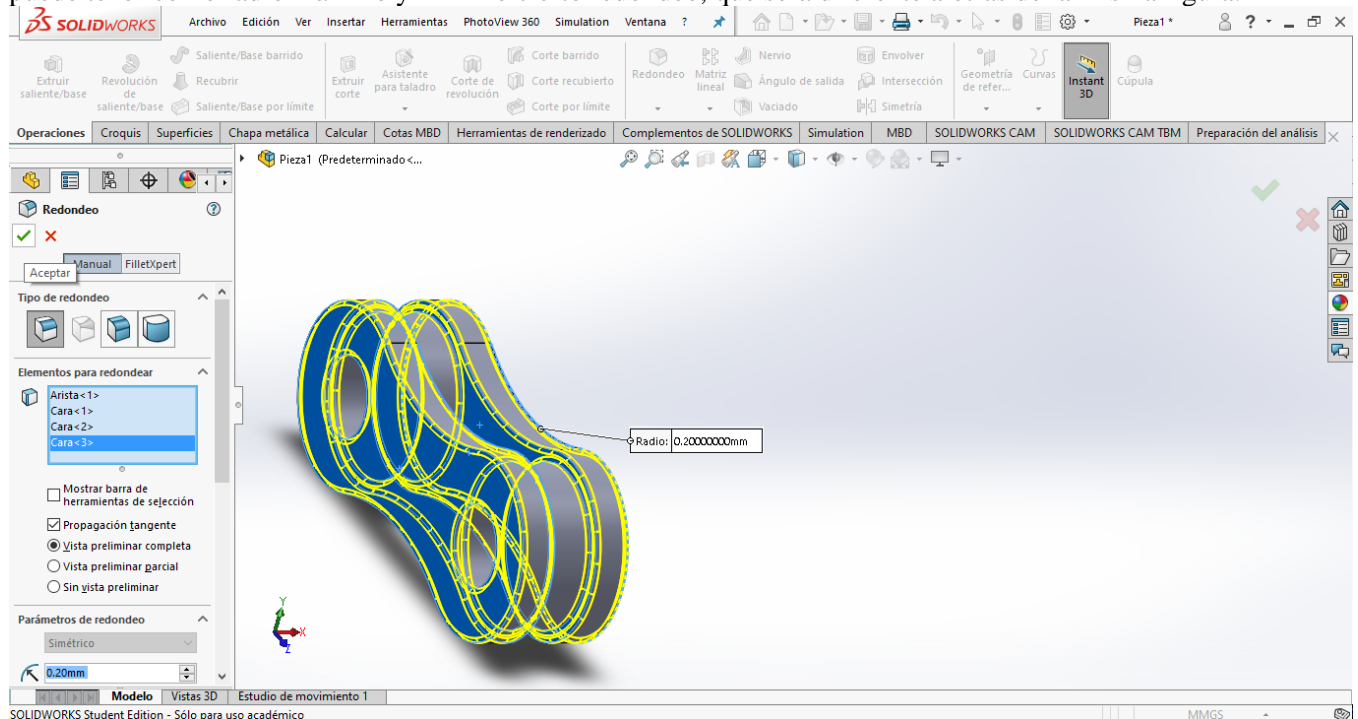 SOLIDWORKS Archivo Edición Ver Insertar Herramientas PhotoView 360 Simulation Ventana ? Pieza1 * ?
Extruir saliente/base
Revolución de saliente/base
Saliente/Base barrido
Recubrir
Saliente/Base por límite
Extruir corte
Asistente para taladro
Corte de revolución
Corte barrido
Corte recubierto
Corte por límite
Redondeo
Matriz lineal
Nervio
Ángulo de salida
Vaciado
Envolver
Intersección
Simetría
Geometría de refer...
Curvas
Instant 3D
Cúpula
Operaciones Croquis Superficies Chapa metálica Calcular Cotas MBD Herramientas de renderizado Complementos de SOLIDWORKS Simulation MBD SOLIDWORKS CAM SOLIDWORKS CAM TBM Preparación del análisis
Pieza1 (Predeterminado<...
Redondeo
Manual FilletXpert
Aceptar
Tipo de redondeo
Elementos para redondear
Arista<1>
Cara<1>
Cara<2>
Cara<3>
Mostrar barra de
herramientas de selección
Propagación tangente
Vista preliminar completa
Vista preliminar parcial
Sin vista preliminar
Parámetros de redondeo
Simétrico
0.20mm
Radio: 0.20000000mm
Y
X
Z
Modelo Vistas 3D Estudio de movimiento 1
SOLIDWORKS Student Edition - Sólo para uso académico MMGS